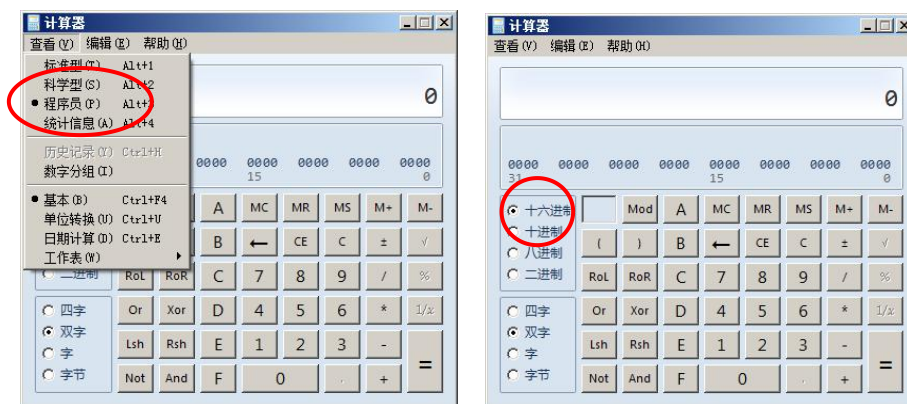 计算器
查看(V) 编辑(E) 帮助(H)
标准型(T) Alt+1
科学型(S) Alt+2
程序员(P) Alt+3
统计信息(A) Alt+4
历史记录(Y) Ctrl+H
数字分组(I)
基本(B) Ctrl+F4
单位转换(U) Ctrl+U
日期计算(D) Ctrl+E
工作表(W)
0
0000 0000 0000 0000 0000
15 0
A MC MR MS M+ M-
B ← CE C ± √
二进制 RoL RoR C 7 8 9 / %
四字 Or Xor D 4 5 6 * 1/x
双字
字 Lsh Rsh E 1 2 3 - =
字节 Not And F 0 . +
计算器
查看(V) 编辑(E) 帮助(H)
0
0000 0000 0000 0000 0000 0000 0000
31 15 0
十六进制 Mod A MC MR MS M+ M-
十进制
八进制 ( ) B ← CE C ± √
二进制 RoL RoR C 7 8 9 / %
四字 Or Xor D 4 5 6 * 1/x
双字
字 Lsh Rsh E 1 2 3 - =
字节 Not And F 0 . +